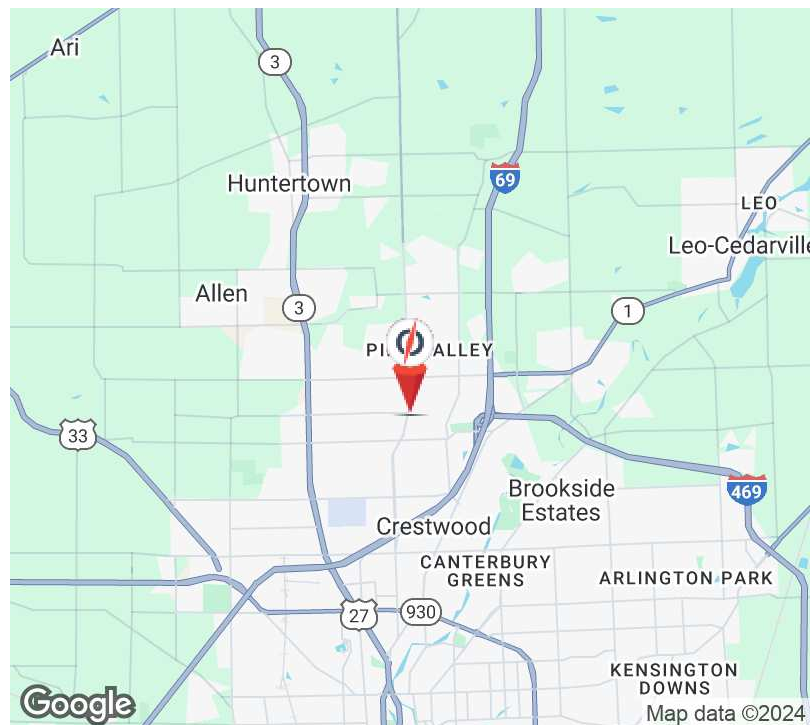 Ari
3
Huntertown
69
LEO
Leo-Cedarville
Allen
3
1
ALLEY
33
469
Brookside
Estates
Crestwood
CANTERBURY
GREENS
ARLINGTON PARK
27
930
KENSINGTON
DOWNS
Google
Map data ©2024